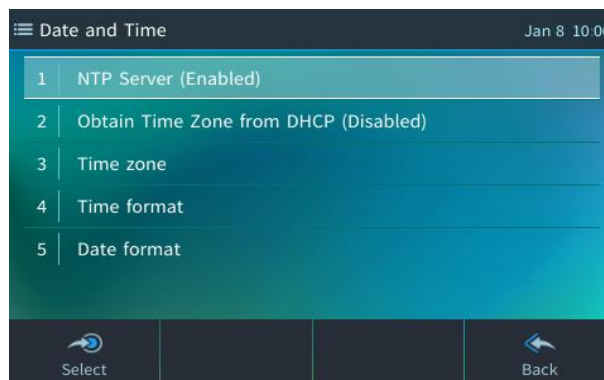 Date and Time
Jan 8 10:00
1 NTP Server (Enabled)
2 Obtain Time Zone from DHCP (Disabled)
3 Time zone
4 Time format
5 Date format
Select
Back